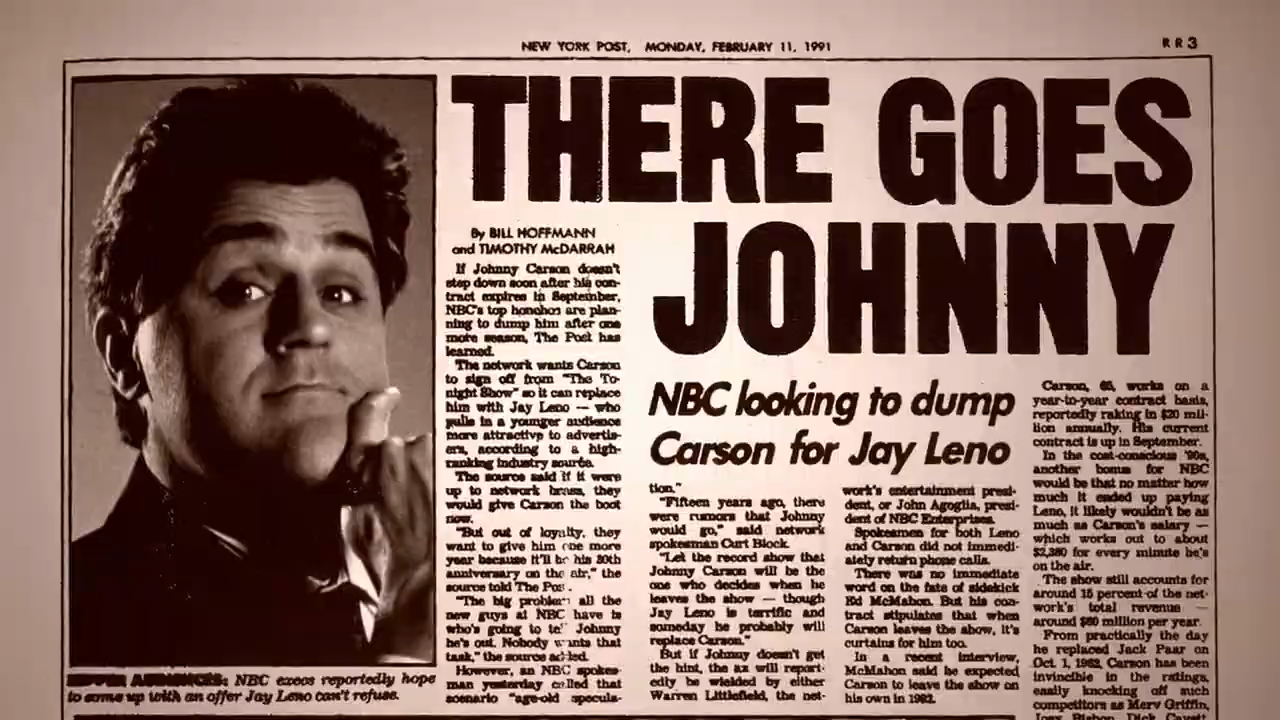 NEW YORK POST, MONDAY, FEBRUARY 11, 1991
R R 3
THERE GOES
JOHNNY
NBC looking to dump
Carson for Jay Leno
By BILL HOFFMANN
and TIMOTHY McDARRAH
If Johnny Carson doesn't
step down soon after his con-
tract expires in September,
NBC's top honchos are plan-
ning to dump him after one
more season, The Post has
learned.
The network wants Carson
to sign off from "The To-
night Show" so it can replace
him with Jay Leno — who
pulls in a younger audience
more attractive to advertis-
ers, according to a high-
ranking industry source.
The source said if it were
up to network brass, they
would give Carson the boot
now.
"But out of loyalty, they
want to give him one more
year because it'll be his 30th
anniversary on the air," the
source told The Post.
"The big problem all the
new guys at NBC have is
who's going to tell Johnny
he's out. Nobody wants that
task," the source added.
However, an NBC spokes-
man yesterday called that
scenario "age-old specula-
tion."
"Fifteen years ago, there
were rumors that Johnny
would go," said network
spokesman Curt Block.
"Let the record show that
Johnny Carson will be the
one who decides when he
leaves the show — though
Jay Leno is terrific and
someday he probably will
replace Carson."
But if Johnny doesn't get
the hint, the ax will report-
edly be wielded by either
Warren Littlefield, the net-
work's entertainment presi-
dent, or John Agoglia, presi-
dent of NBC Enterprises.
Spokesmen for both Leno
and Carson did not immedi-
ately return phone calls.
There was no immediate
word on the fate of sidekick
Ed McMahon. But his con-
tract stipulates that when
Carson leaves the show, it's
curtains for him too.
In a recent interview,
McMahon said he expected
Carson to leave the show on
his own in 1992.
Carson, 65, works on a
year-to-year contract basis,
reportedly raking in $20 mil-
lion annually. His current
contract is up in September.
In the cost-conscious '90s,
another bonus for NBC
would be that no matter how
much it ended up paying
Leno, it likely wouldn't be as
much as Carson's salary —
which works out to about
$2,380 for every minute he's
on the air.
The show still accounts for
around 15 percent of the net-
work's total revenue —
around $60 million per year.
From practically the day
he replaced Jack Paar on
Oct. 1, 1962, Carson has been
invincible in the ratings,
easily knocking off such
competitors as Merv Griffin,
Joey Bishop, Dick
AUDIENCES: NBC execs reportedly hope
to come up with an offer Jay Leno can't refuse.